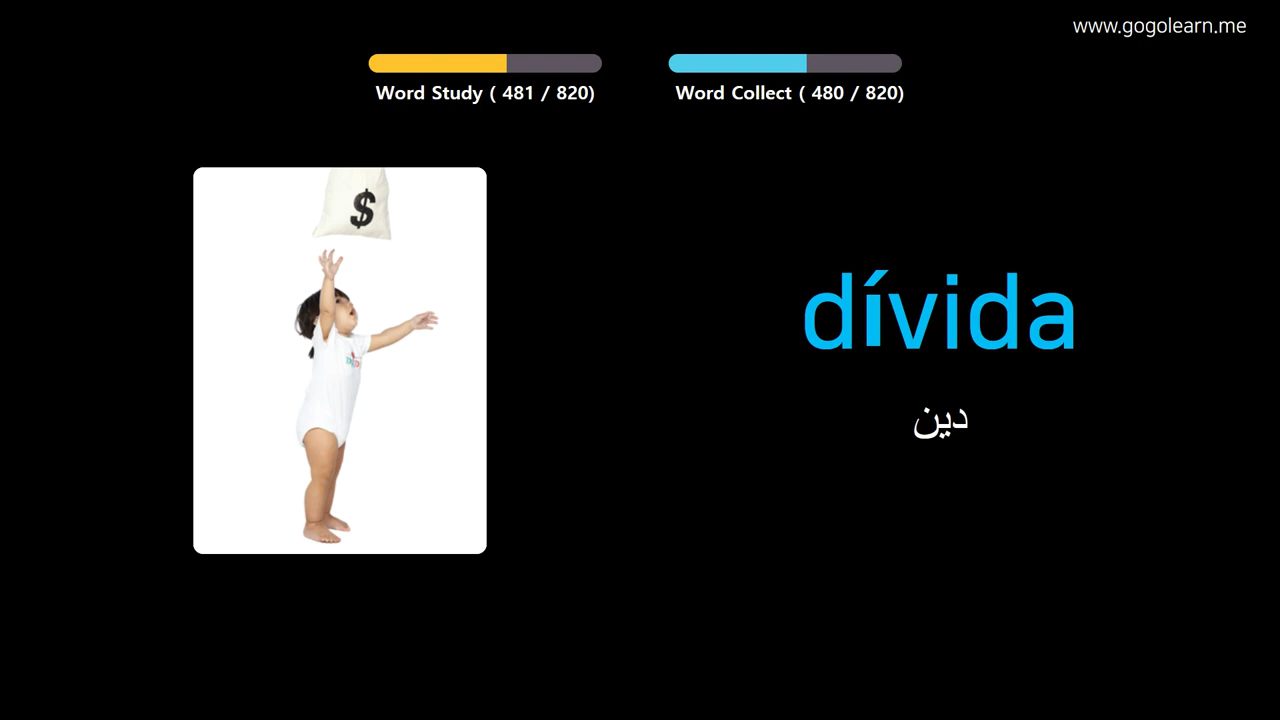 www.gogolearn.me
Word Study ( 481 / 820)
Word Collect ( 480 / 820)
$
dívida
دين